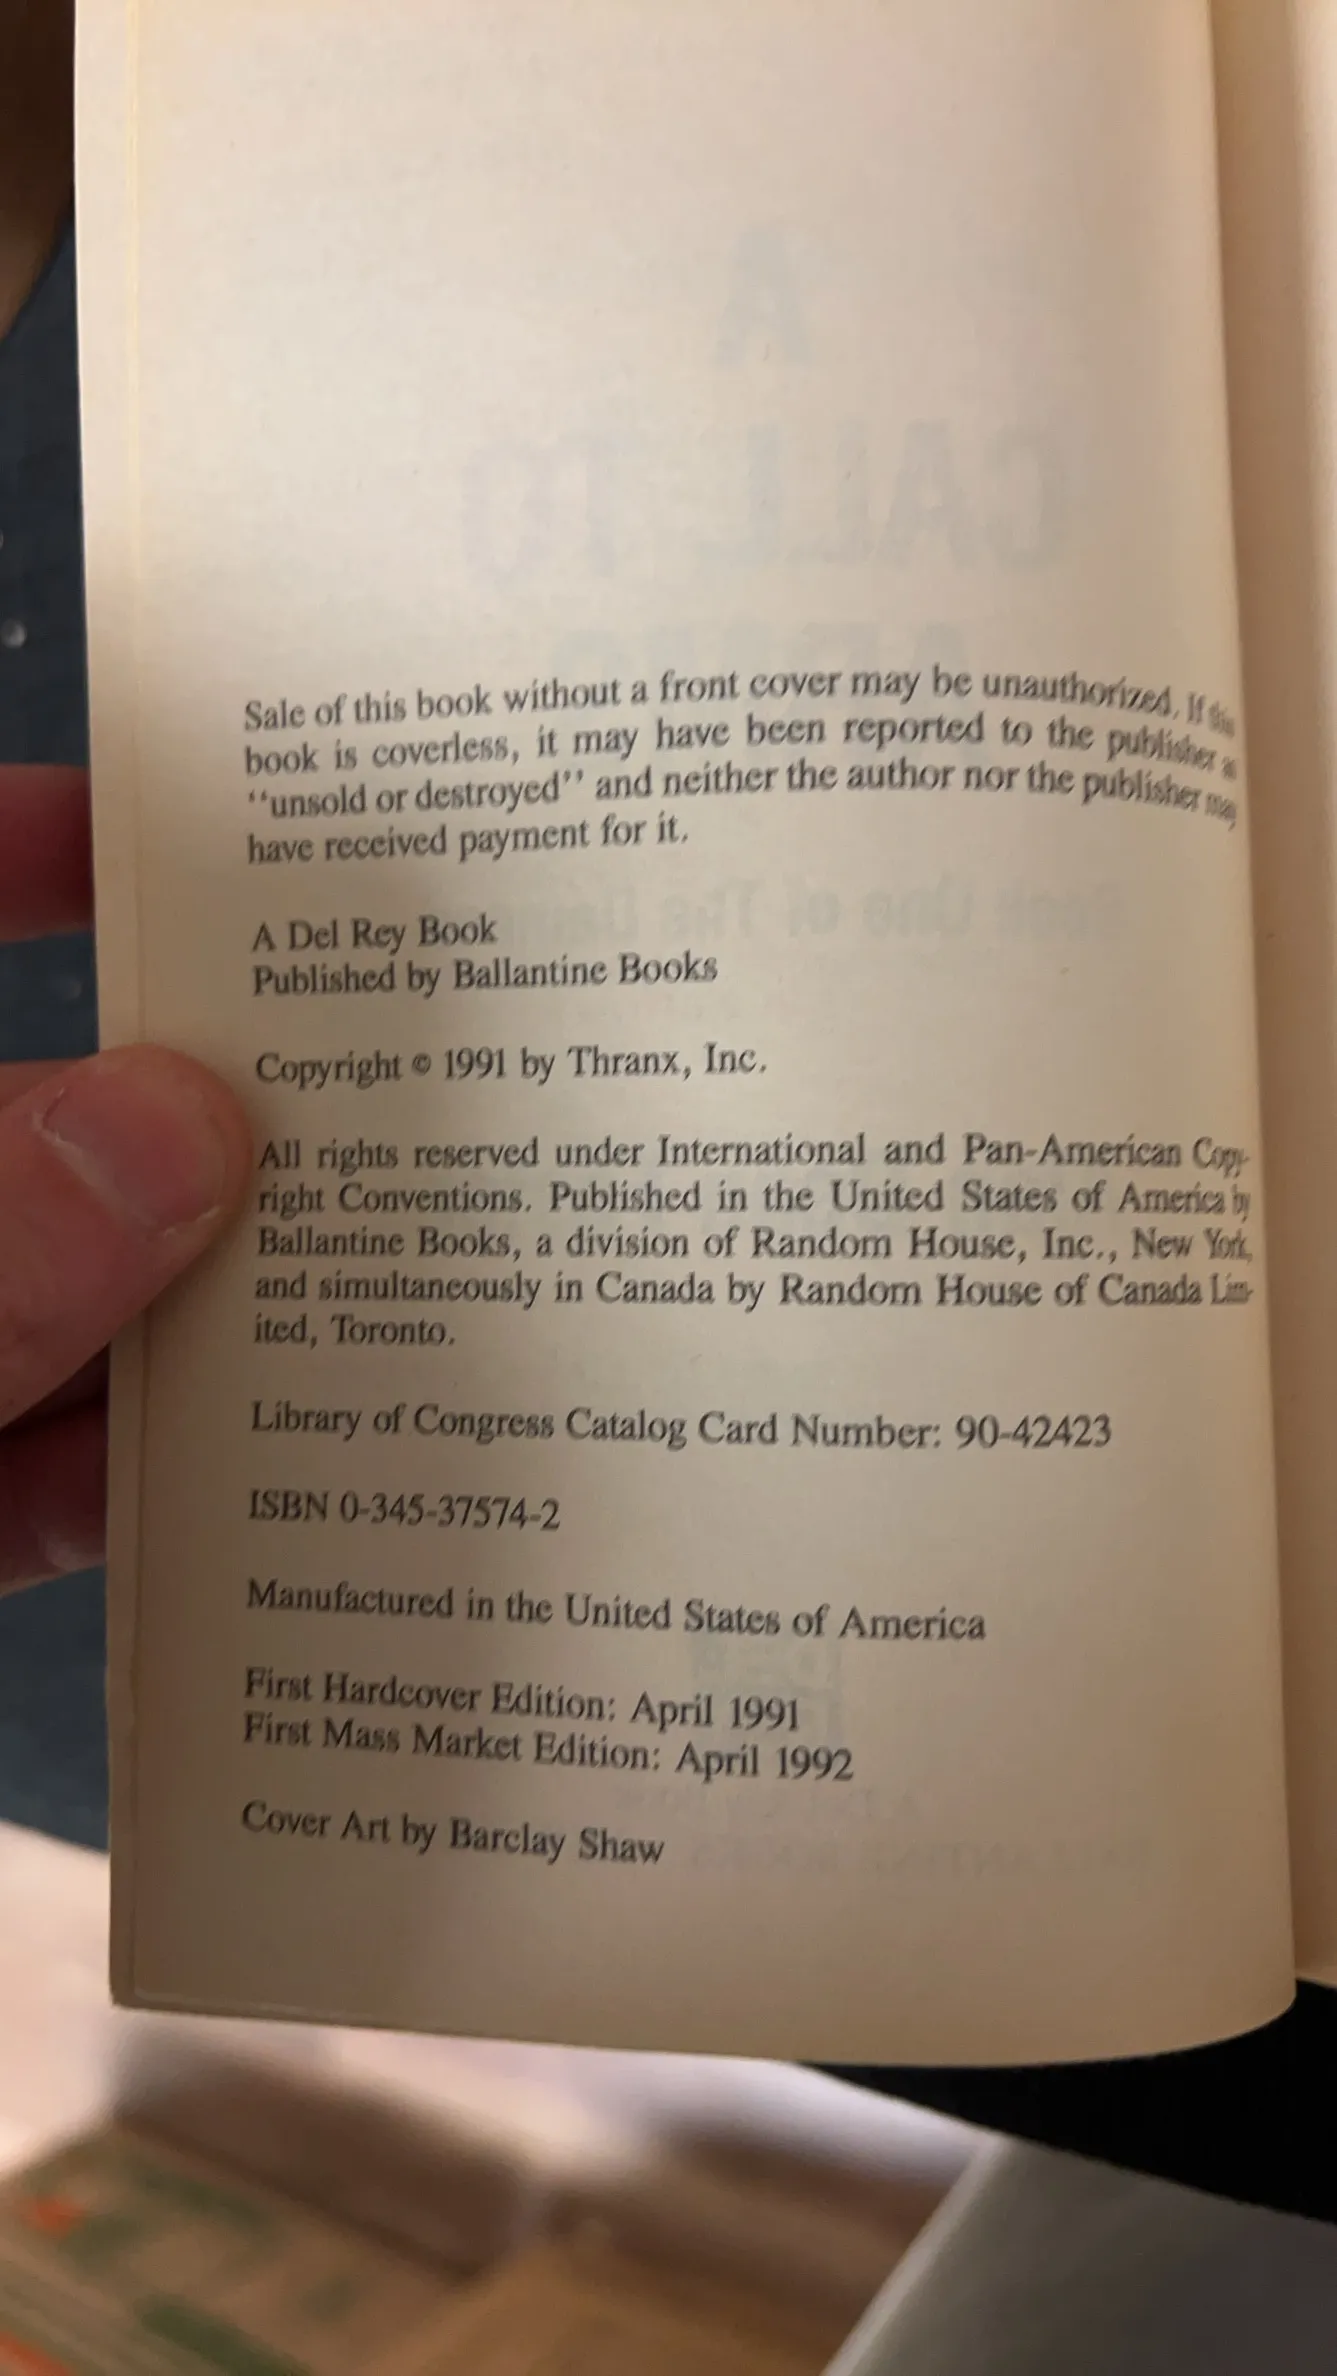 Sale of this book without a front cover may be unauthorized. If this
book is coverless, it may have been reported to the publisher as
‘‘unsold or destroyed’’ and neither the author nor the publisher may
have received payment for it.
A Del Rey Book
Published by Ballantine Books
Copyright © 1991 by Thranx, Inc.
All rights reserved under International and Pan-American Copy-
right Conventions. Published in the United States of America by
Ballantine Books, a division of Random House, Inc., New York,
and simultaneously in Canada by Random House of Canada Lim-
ited, Toronto.
Library of Congress Catalog Card Number: 90-42423
ISBN 0-345-37574-2
Manufactured in the United States of America
First Hardcover Edition: April 1991
First Mass Market Edition: April 1992
Cover Art by Barclay Shaw